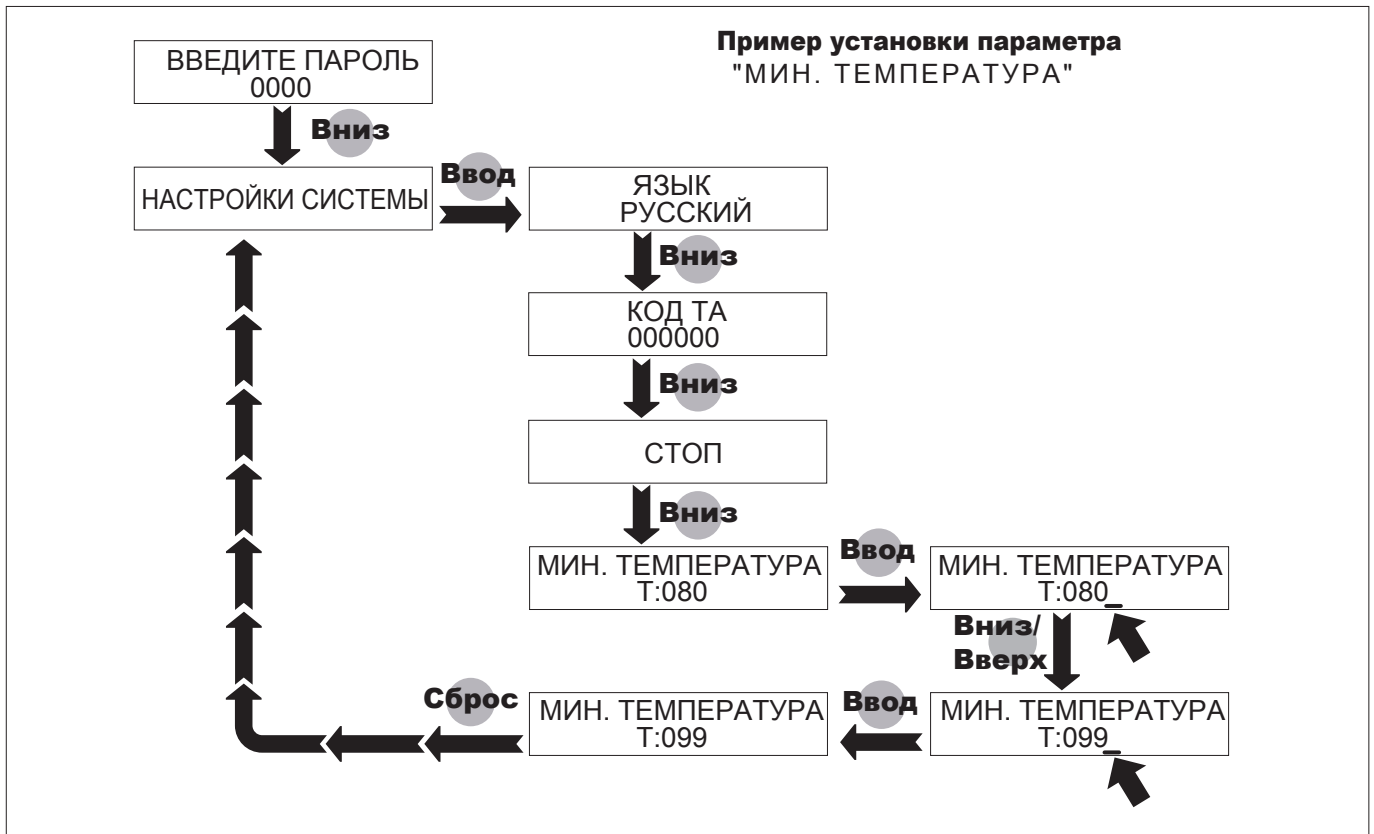 Пример установки параметра
"МИН. ТЕМПЕРАТУРА"
ВВЕДИТЕ ПАРОЛЬ
0000
Вниз
НАСТРОЙКИ СИСТЕМЫ
Ввод
ЯЗЫК
РУССКИЙ
Вниз
КОД ТА
000000
Вниз
СТОП
Вниз
МИН. ТЕМПЕРАТУРА
Т:080
Ввод
МИН. ТЕМПЕРАТУРА
Т:080_
Вниз/
Вверх
МИН. ТЕМПЕРАТУРА
Т:099_
Ввод
МИН. ТЕМПЕРАТУРА
Т:099
Сброс